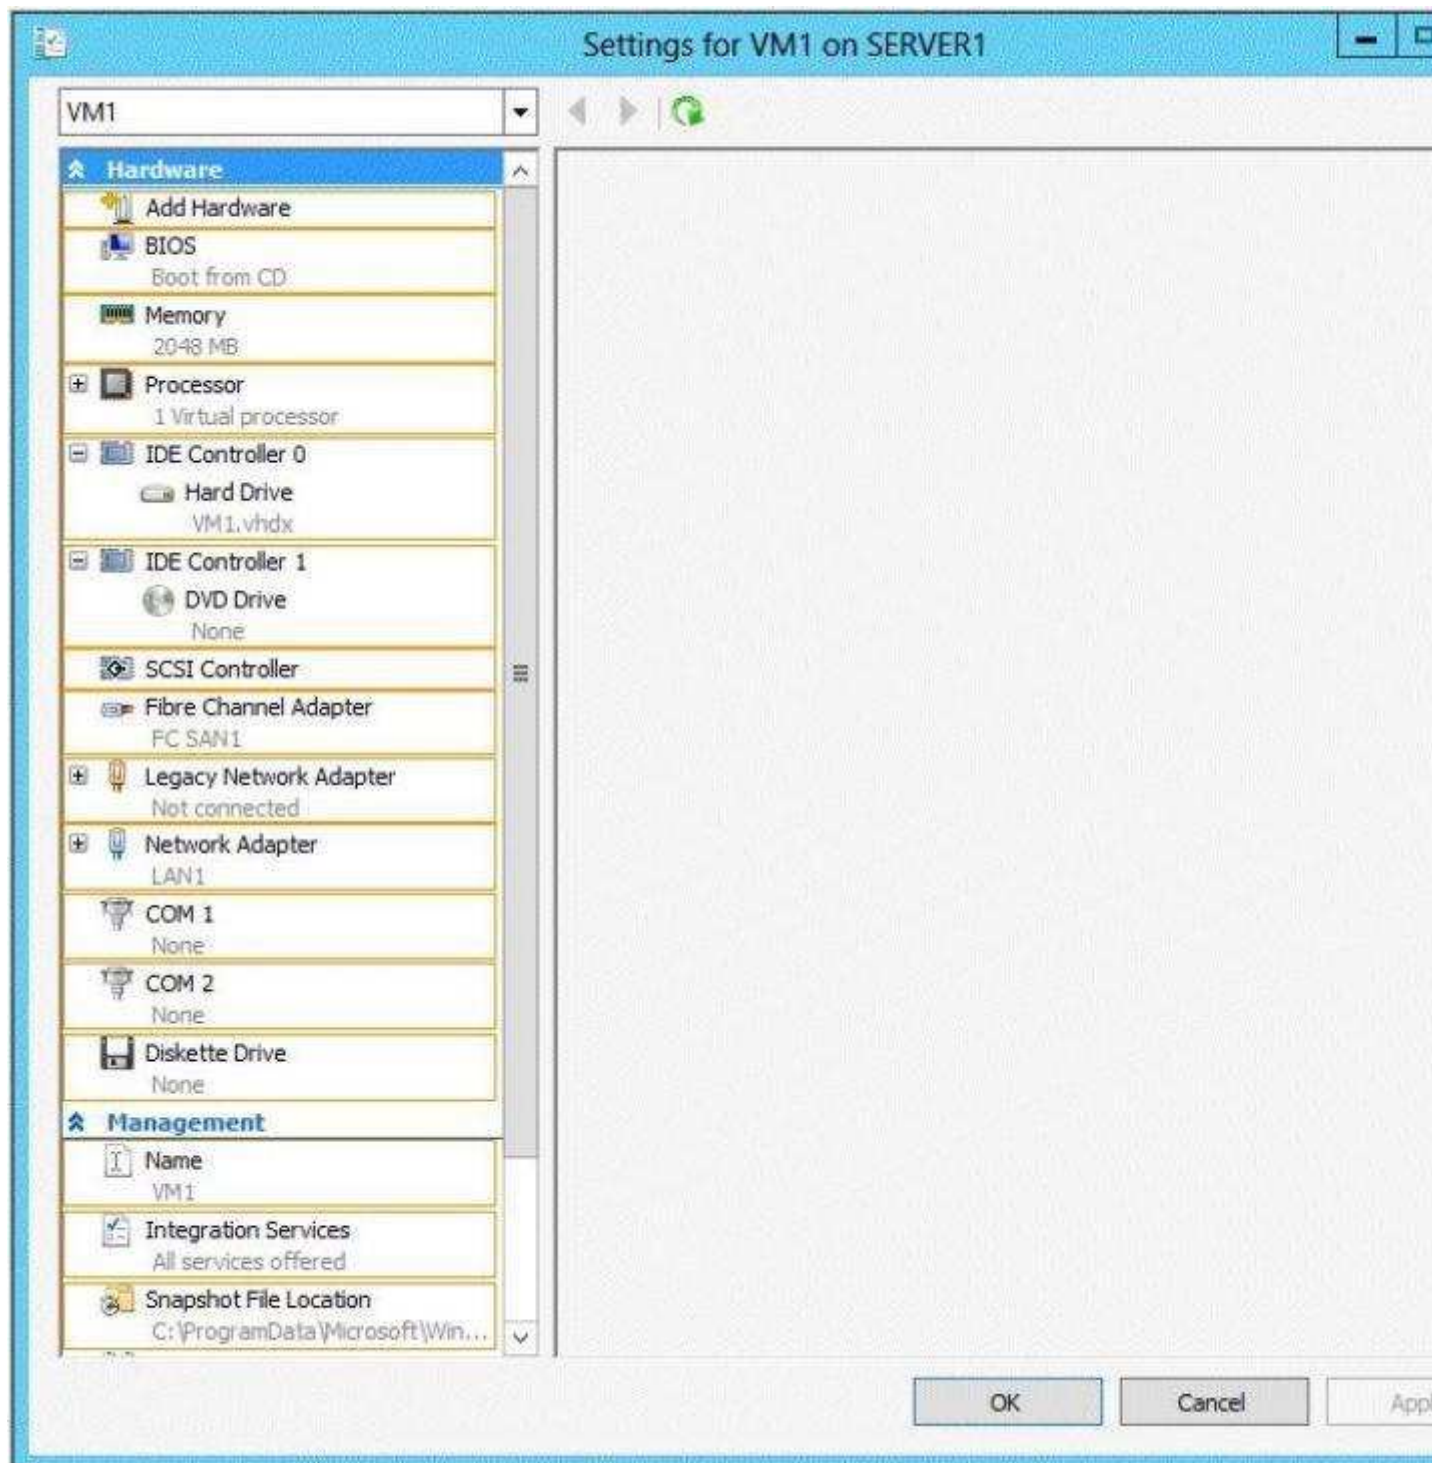 Settings for VM1 on SERVER1
VM1
Hardware
Add Hardware
BIOS
Boot from CD
Memory
2048 MB
Processor
1 Virtual processor
IDE Controller 0
Hard Drive
VM1.vhdx
IDE Controller 1
DVD Drive
None
SCSI Controller
Fibre Channel Adapter
FC SAN1
Legacy Network Adapter
Not connected
Network Adapter
LAN1
COM 1
None
COM 2
None
Diskette Drive
None
Management
Name
VM1
Integration Services
All services offered
Snapshot File Location
C:\ProgramData\Microsoft\Win...
OK
Cancel
Appl